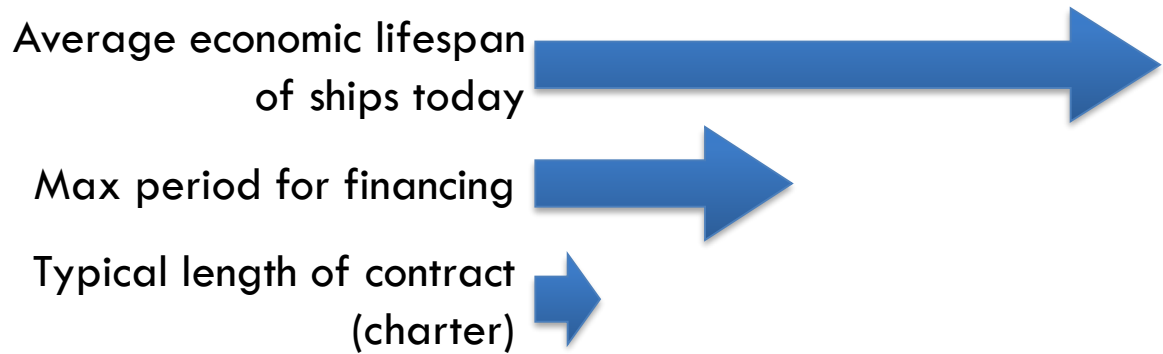 Average economic lifespan
of ships today
Max period for financing
Typical length of contract
(charter)